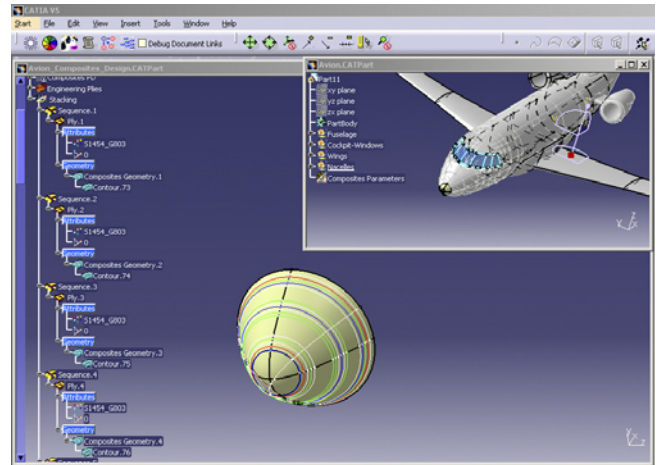 CATIA V5
Start File Edit View Insert Tools Window Help
Debug Document Links
Avion_Composites_Design.CATPart
Composites PD
Engineering Plies
Stacking
Sequence.1
Ply.1
Attributes
S1454_G803
0
Geometry
Composites Geometry.1
Contour.73
Sequence.2
Ply.2
Attributes
S1454_G803
0
Geometry
Composites Geometry.2
Contour.74
Sequence.3
Ply.3
Attributes
S1454_G803
0
Geometry
Composites Geometry.3
Contour.75
Sequence.4
Ply.4
Attributes
S1454_G803
0
Geometry
Composites Geometry.4
Contour.76
Avion.CATPart
Part11
xy plane
yz plane
zx plane
PartBody
Fuselage
Cockpit-Windows
Wings
Nacelles
Composites Parameters